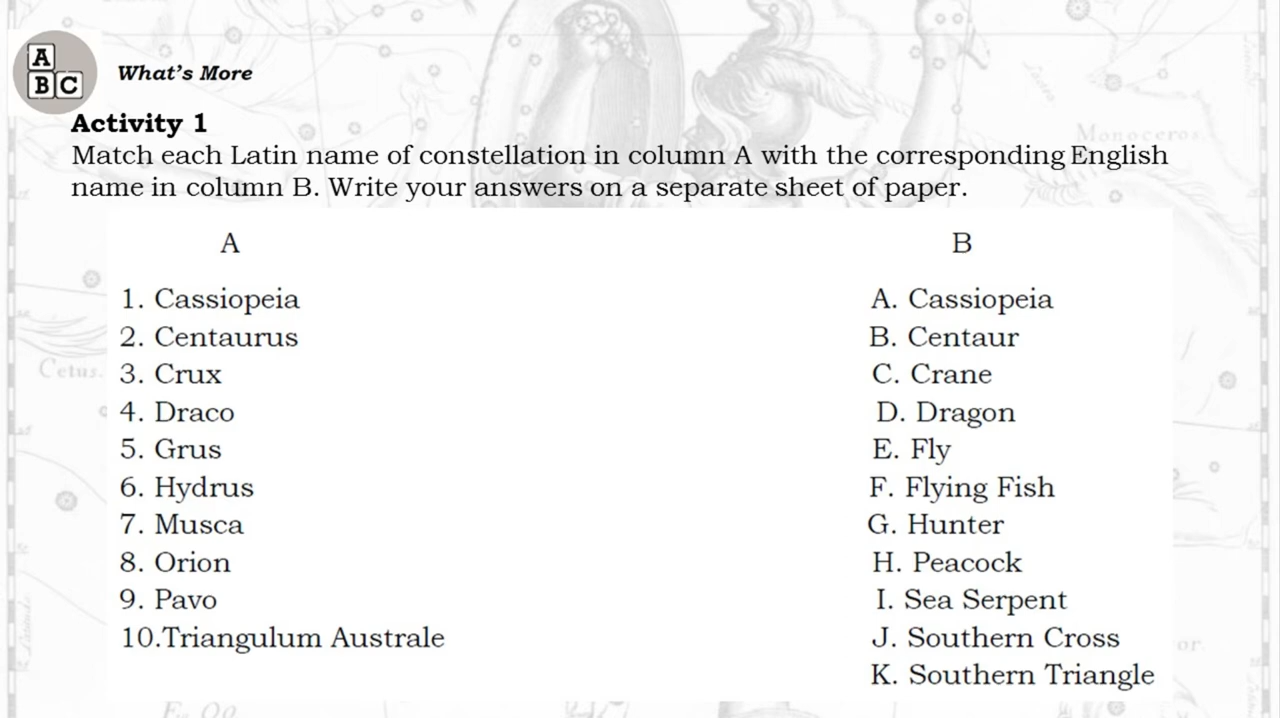 A
B C
What's More
Activity 1
Match each Latin name of constellation in column A with the corresponding English
name in column B. Write your answers on a separate sheet of paper.
A
B
1. Cassiopeia
A. Cassiopeia
2. Centaurus
B. Centaur
3. Crux
C. Crane
4. Draco
D. Dragon
5. Grus
E. Fly
6. Hydrus
F. Flying Fish
7. Musca
G. Hunter
8. Orion
H. Peacock
9. Pavo
I. Sea Serpent
10.Triangulum Australe
J. Southern Cross
K. Southern Triangle
Monoceros
Cetus.